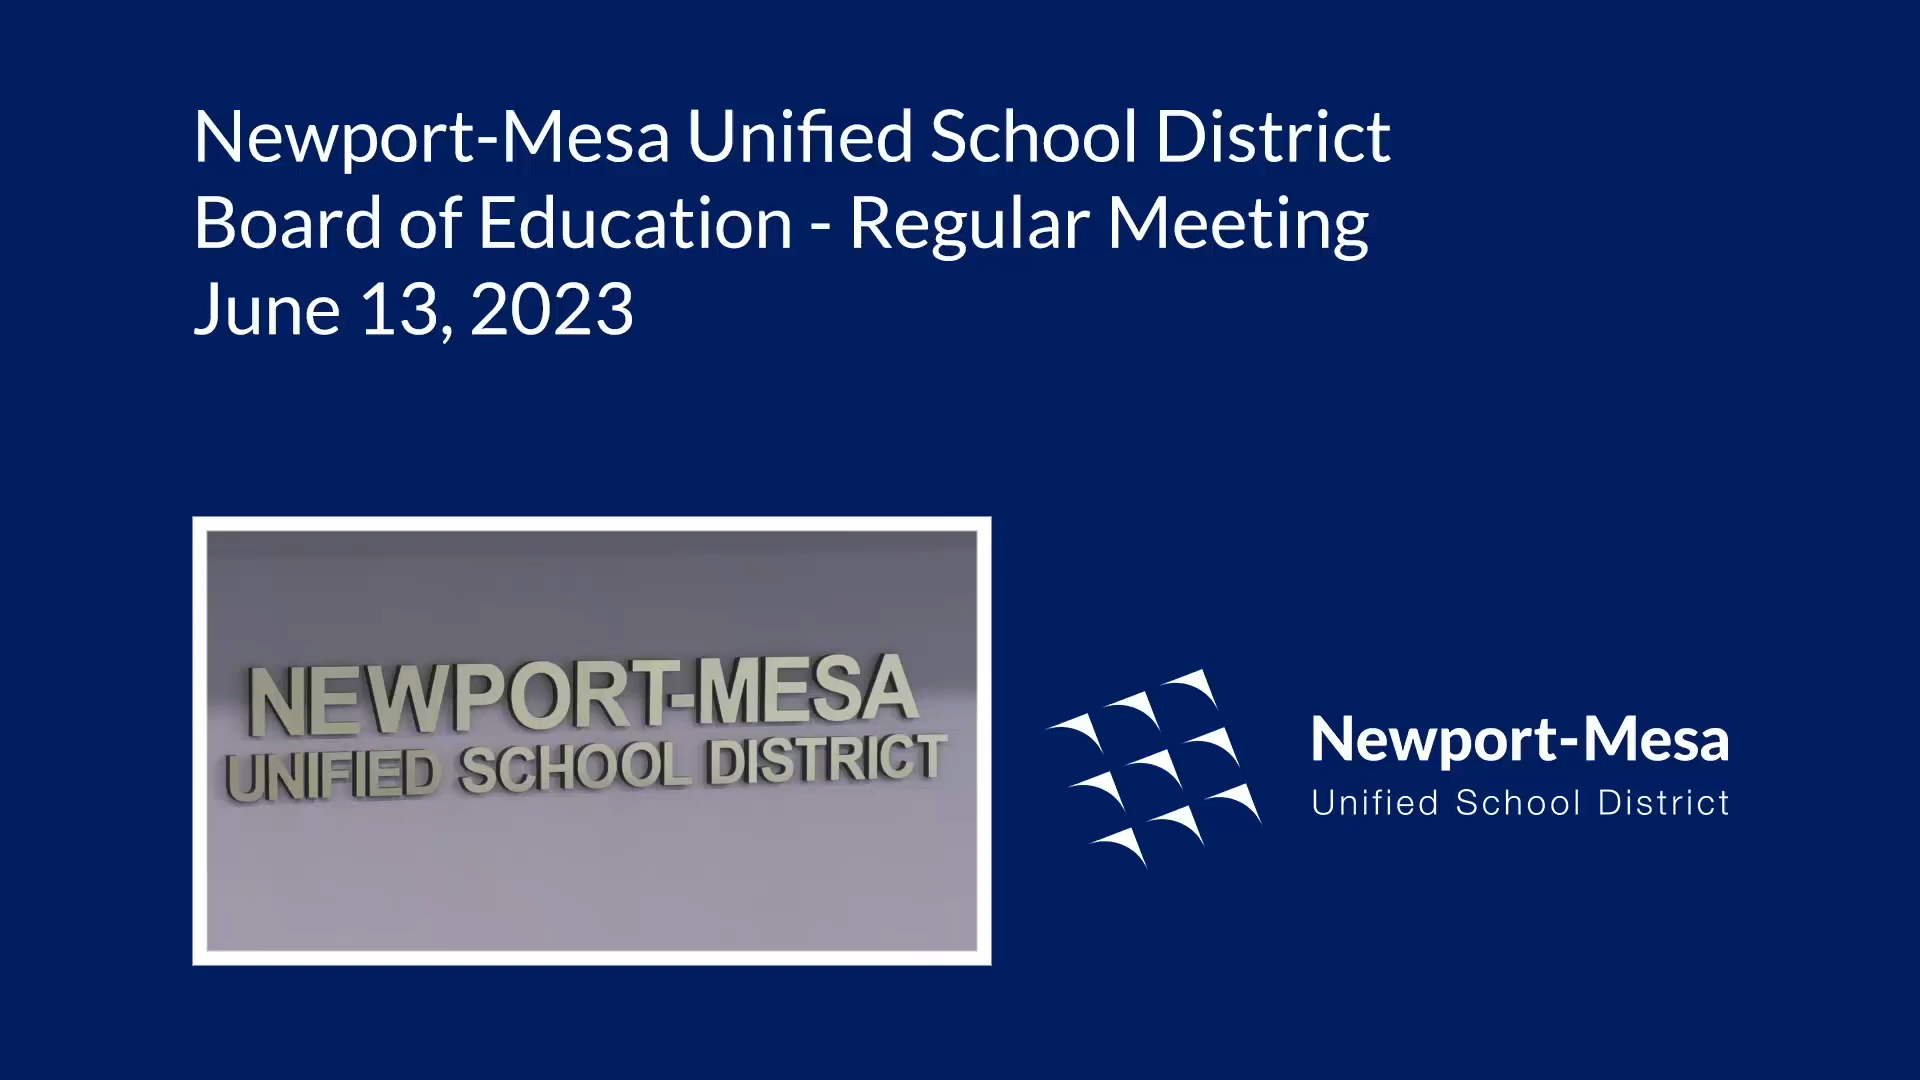 Newport-Mesa Unified School District
Board of Education - Regular Meeting
June 13, 2023
NEWPORT-MESA
UNIFIED SCHOOL DISTRICT
Newport-Mesa
Unified School District